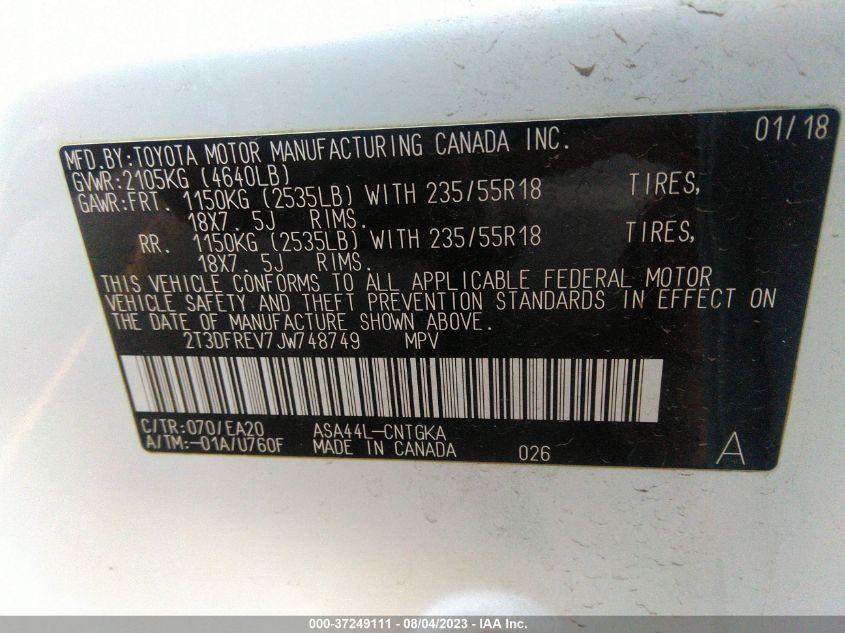 MFD.BY:TOYOTA MOTOR MANUFACTURING CANADA INC. 01/18
GVWR:2105KG (4640LB)
GAWR:FRT. 1150KG (2535LB) WITH 235/55R18 TIRES,
18X7. 5J RIMS.
RR. 1150KG (2535LB) WITH 235/55R18 TIRES,
18X7. 5J RIMS.
THIS VEHICLE CONFORMS TO ALL APPLICABLE FEDERAL MOTOR
VEHICLE SAFETY AND THEFT PREVENTION STANDARDS IN EFFECT ON
THE DATE OF MANUFACTURE SHOWN ABOVE.
2T3DFREV7JW748749 MPV
C/TR:070/EA20 ASA44L-CNTGKA
A/TM:-01A/U760F MADE IN CANADA 026 A
000-37249111 - 08/04/2023 - IAA Inc.